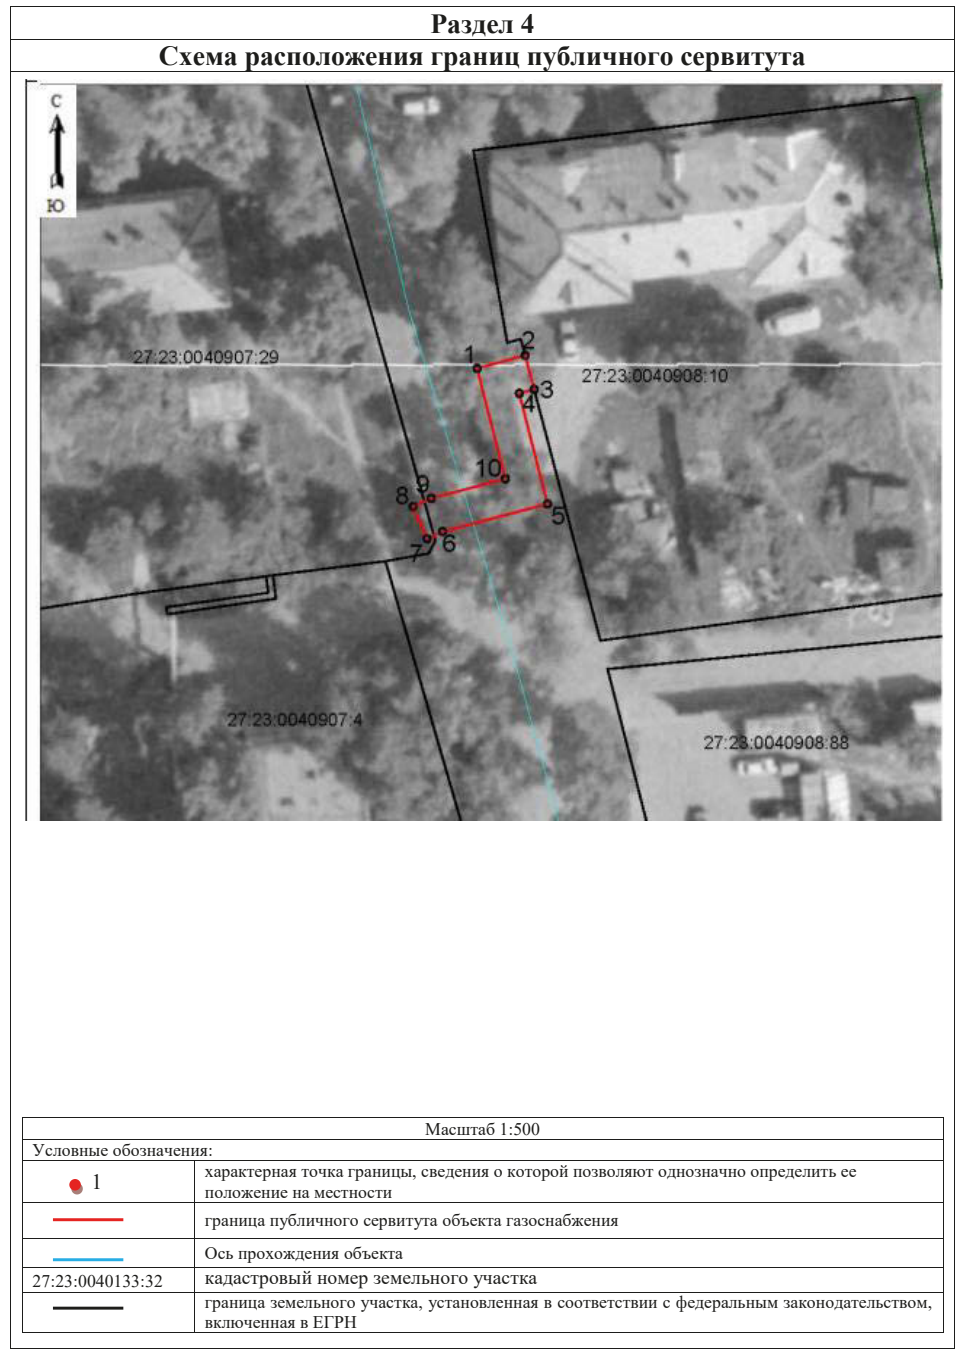 Раздел 4
Схема расположения границ публичного сервитута
С
Ю
27:23:0040907:29
1
2
27:23:0040908:10
3
4
10
9
8
5
6
7
27:23:0040907:4
27:23:0040908:88
Масштаб 1:500
Условные обозначения:
1
характерная точка границы, сведения о которой позволяют однозначно определить ее
положение на местности
граница публичного сервитута объекта газоснабжения
Ось прохождения объекта
27:23:0040133:32
кадастровый номер земельного участка
граница земельного участка, установленная в соответствии с федеральным законодательством,
включенная в ЕГРН